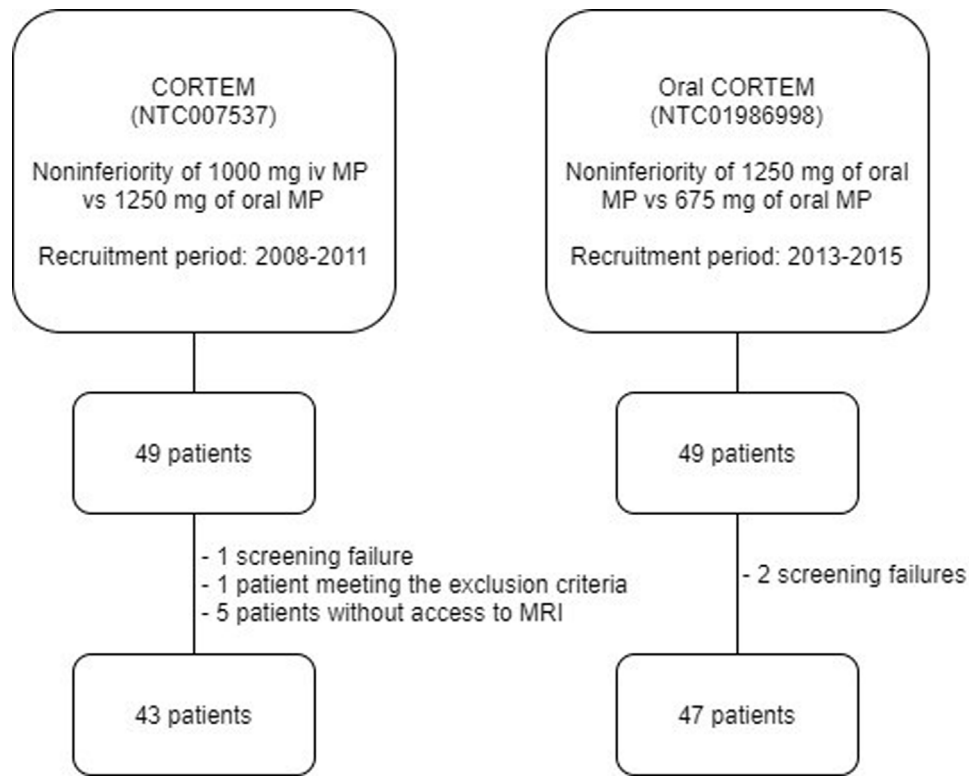 CORTEM
(NTC007537)
Noninferiority of 1000 mg iv MP
vs 1250 mg of oral MP
Recruitment period: 2008-2011
49 patients
- 1 screening failure
- 1 patient meeting the exclusion criteria
- 5 patients without access to MRI
43 patients
Oral CORTEM
(NTC01986998)
Noninferiority of 1250 mg of oral
MP vs 675 mg of oral MP
Recruitment period: 2013-2015
49 patients
- 2 screening failures
47 patients